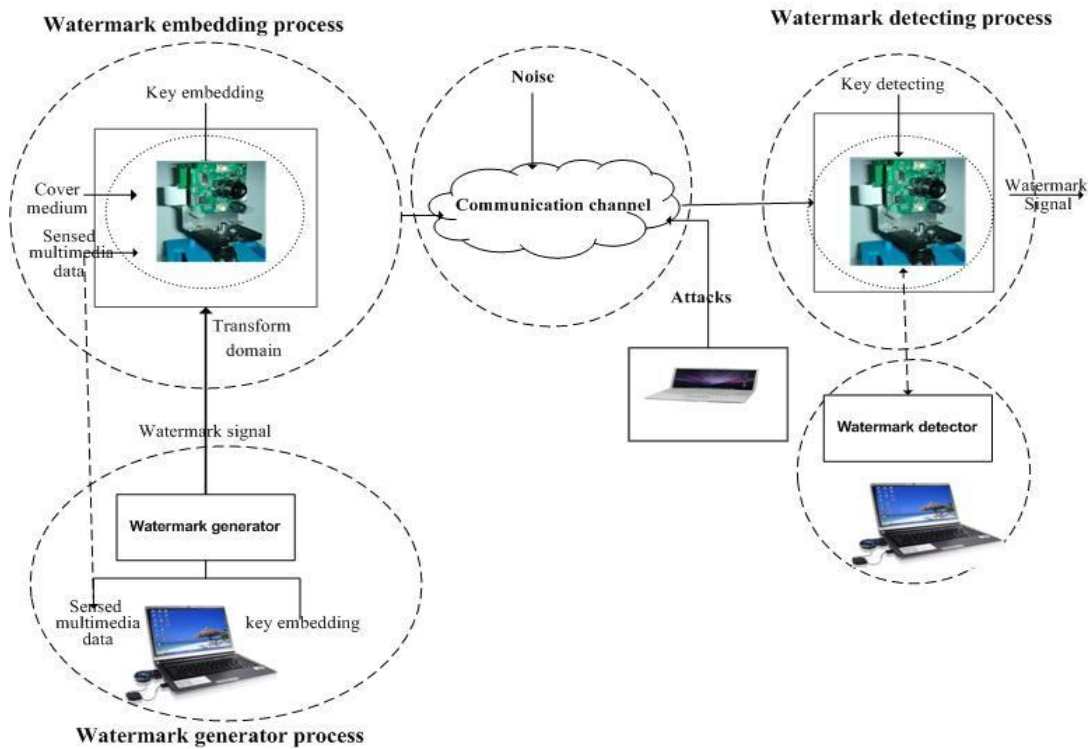 Watermark embedding process
Key embedding
Cover
medium
Sensed
multimedia
data
Transform
domain
Watermark signal
Watermark generator
Sensed
multimedia
data
key embedding
Watermark generator process
Noise
Communication channel
Attacks
Watermark detecting process
Key detecting
Watermark
Signal
Watermark detector